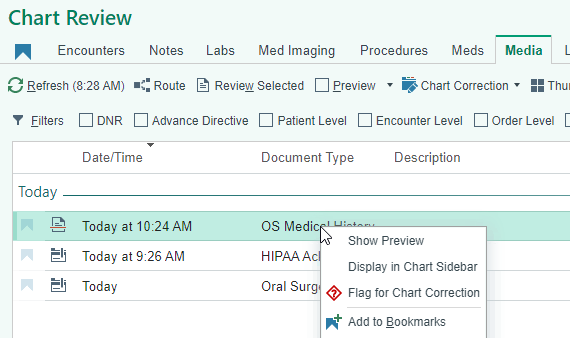 Chart Review
Encounters Notes Labs Med Imaging Procedures Meds Media
Refresh (8:28 AM) Route Review Selected Preview Chart Correction
Filters DNR Advance Directive Patient Level Encounter Level Order Level
Date/Time Document Type Description
Today
Today at 10:24 AM OS Medical History
Show Preview
Today at 9:26 AM HIPAA
Display in Chart Sidebar
Today Oral
Flag for Chart Correction
Add to Bookmarks